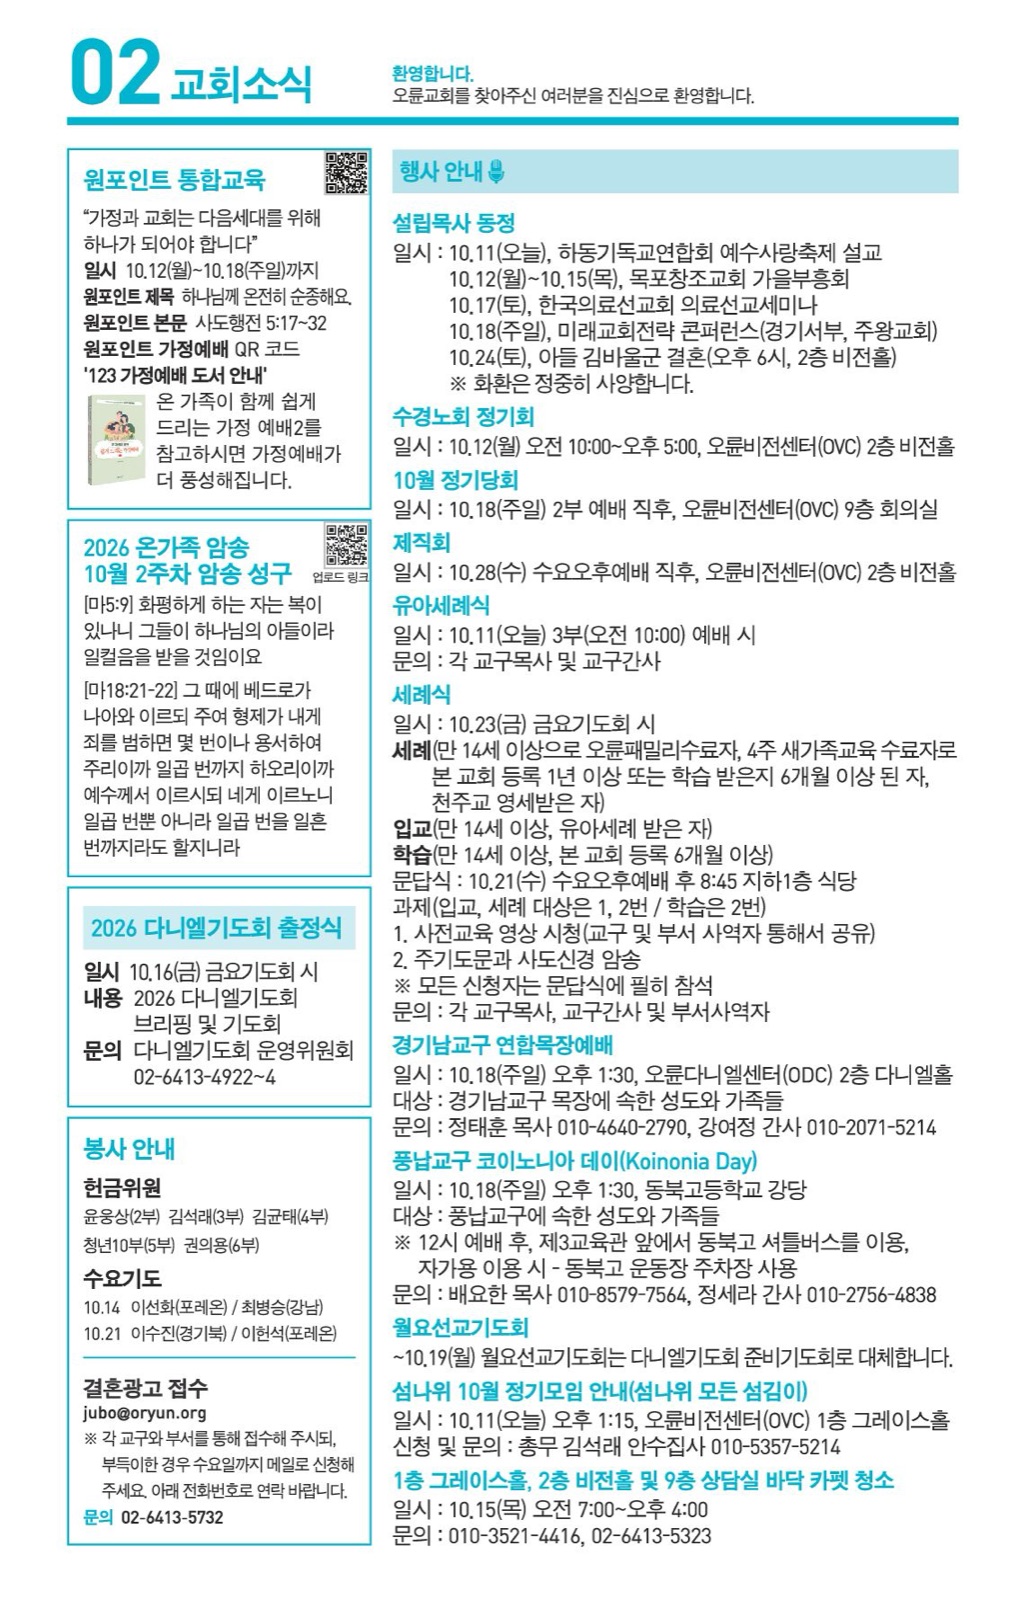 02 교회소식
환영합니다.
오륜교회를 찾아주신 여러분을 진심으로 환영합니다.
원포인트 통합교육
“가정과 교회는 다음세대를 위해
하나가 되어야 합니다”
일시 10.12(월)~10.18(주일)까지
원포인트 제목 하나님께 온전히 순종해요.
원포인트 본문 사도행전 5:17~32
원포인트 가정예배 QR 코드
'123 가정예배 도서 안내'
온 가족이 함께 쉽게
드리는 가정 예배2를
참고하시면 가정예배가
더 풍성해집니다.
2026 온가족 암송
10월 2주차 암송 성구
업로드 링크
[마5:9] 화평하게 하는 자는 복이
있나니 그들이 하나님의 아들이라
일컬음을 받을 것임이요
[마18:21-22] 그 때에 베드로가
나아와 이르되 주여 형제가 내게
죄를 범하면 몇 번이나 용서하여
주리이까 일곱 번까지 하오리이까
예수께서 이르시되 네게 이르노니
일곱 번뿐 아니라 일곱 번을 일흔
번까지라도 할지니라
2026 다니엘기도회 출정식
일시 10.16(금) 금요기도회 시
내용 2026 다니엘기도회
브리핑 및 기도회
문의 다니엘기도회 운영위원회
02-6413-4922~4
봉사 안내
헌금위원
윤웅상(2부) 김석래(3부) 김균태(4부)
청년10부(5부) 권의용(6부)
수요기도
10.14 이선화(포레온) / 최병승(강남)
10.21 이수진(경기북) / 이헌석(포레온)
결혼광고 접수
jubo@oryun.org
※ 각 교구와 부서를 통해 접수해 주시되,
부득이한 경우 수요일까지 메일로 신청해
주세요. 아래 전화번호로 연락 바랍니다.
문의 02-6413-5732
행사 안내
설립목사 동정
일시 : 10.11(오늘), 하동기독교연합회 예수사랑축제 설교
10.12(월)~10.15(목), 목포창조교회 가을부흥회
10.17(토), 한국의료선교회 의료선교세미나
10.18(주일), 미래교회전략 콘퍼런스(경기서부, 주왕교회)
10.24(토), 아들 김바울군 결혼(오후 6시, 2층 비전홀)
※ 화환은 정중히 사양합니다.
수경노회 정기회
일시 : 10.12(월) 오전 10:00~오후 5:00, 오륜비전센터(OVC) 2층 비전홀
10월 정기당회
일시 : 10.18(주일) 2부 예배 직후, 오륜비전센터(OVC) 9층 회의실
제직회
일시 : 10.28(수) 수요오후예배 직후, 오륜비전센터(OVC) 2층 비전홀
유아세례식
일시 : 10.11(오늘) 3부(오전 10:00) 예배 시
문의 : 각 교구목사 및 교구간사
세례식
일시 : 10.23(금) 금요기도회 시
세례(만 14세 이상으로 오륜패밀리수료자, 4주 새가족교육 수료자로
본 교회 등록 1년 이상 또는 학습 받은지 6개월 이상 된 자,
천주교 영세받은 자)
입교(만 14세 이상, 유아세례 받은 자)
학습(만 14세 이상, 본 교회 등록 6개월 이상)
문답식 : 10.21(수) 수요오후예배 후 8:45 지하1층 식당
과제(입교, 세례 대상은 1, 2번 / 학습은 2번)
1. 사전교육 영상 시청(교구 및 부서 사역자 통해서 공유)
2. 주기도문과 사도신경 암송
※ 모든 신청자는 문답식에 필히 참석
문의 : 각 교구목사, 교구간사 및 부서사역자
경기남교구 연합목장예배
일시 : 10.18(주일) 오후 1:30, 오륜다니엘센터(ODC) 2층 다니엘홀
대상 : 경기남교구 목장에 속한 성도와 가족들
문의 : 정태훈 목사 010-4640-2790, 강여정 간사 010-2071-5214
풍납교구 코이노니아 데이(Koinonia Day)
일시 : 10.18(주일) 오후 1:30, 동북고등학교 강당
대상 : 풍납교구에 속한 성도와 가족들
※ 12시 예배 후, 제3교육관 앞에서 동북고 셔틀버스를 이용,
자가용 이용 시 - 동북고 운동장 주차장 사용
문의 : 배요한 목사 010-8579-7564, 정세라 간사 010-2756-4838
월요선교기도회
~10.19(월) 월요선교기도회는 다니엘기도회 준비기도회로 대체합니다.
섬나위 10월 정기모임 안내(섬나위 모든 섬김이)
일시 : 10.11(오늘) 오후 1:15, 오륜비전센터(OVC) 1층 그레이스홀
신청 및 문의 : 총무 김석래 안수집사 010-5357-5214
1층 그레이스홀, 2층 비전홀 및 9층 상담실 바닥 카펫 청소
일시 : 10.15(목) 오전 7:00~오후 4:00
문의 : 010-3521-4416, 02-6413-5323